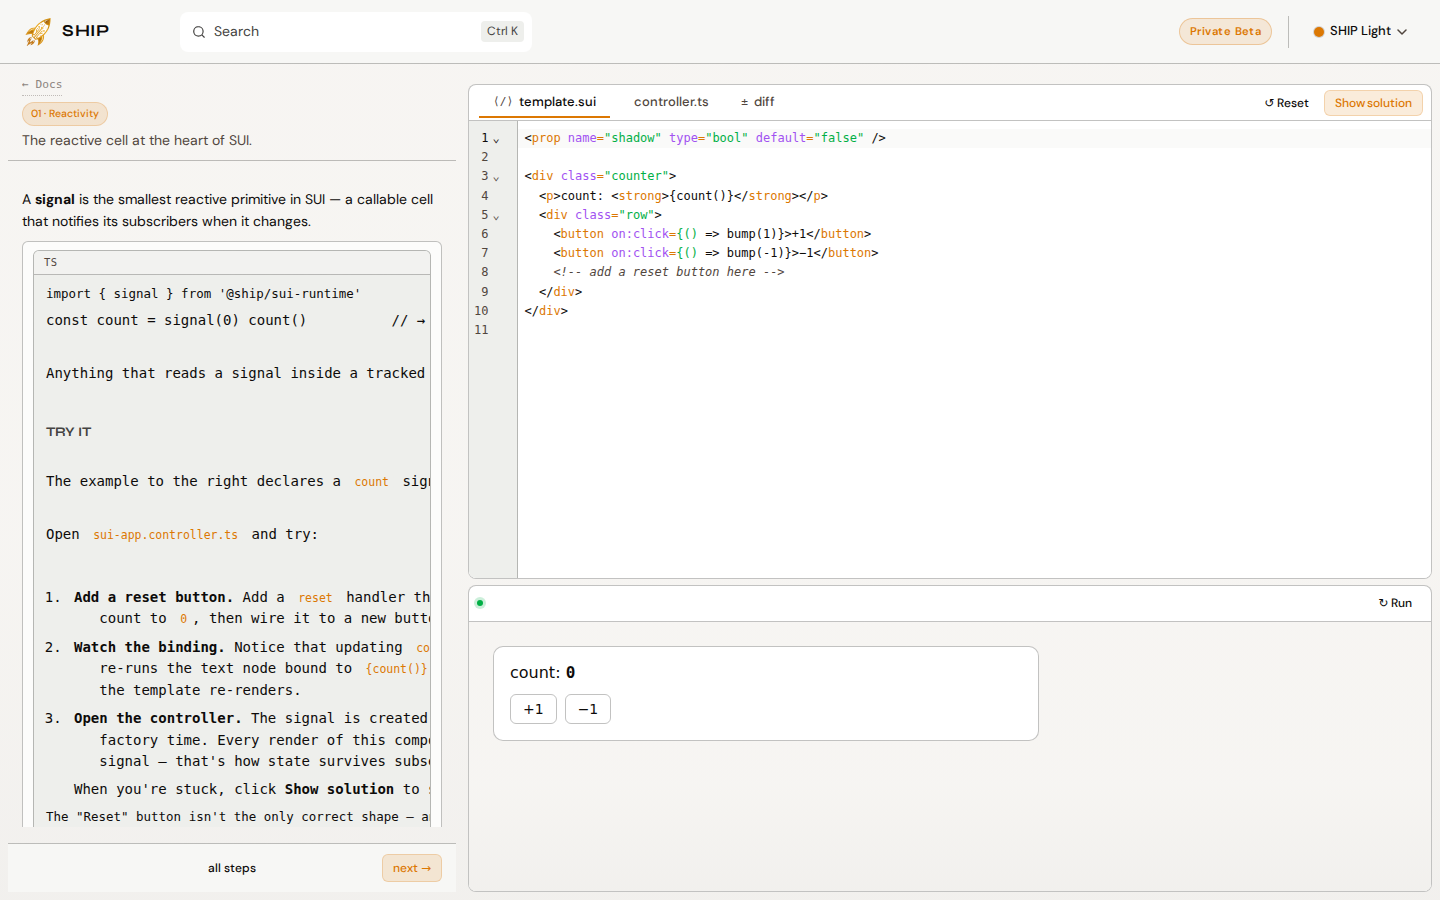 SHIP
Search
Ctrl K
Private Beta
SHIP Light
← Docs
01 · Reactivity
The reactive cell at the heart of SUI.
A signal is the smallest reactive primitive in SUI — a callable cell
that notifies its subscribers when it changes.
TS
import { signal } from '@ship/sui-runtime'
const count = signal(0) count() // →
Anything that reads a signal inside a tracked
TRY IT
The example to the right declares a count
Open sui-app.controller.ts and try:
1. Add a reset button. Add a reset handler
count to 0 , then wire it to a new
2. Watch the binding. Notice that updating
re-runs the text node bound to {count()}
the template re-renders.
3. Open the controller. The signal is created
factory time. Every render of this
signal — that's how state survives
When you're stuck, click Show solution to
The "Reset" button isn't the only correct shape —
all steps
next →
template.sui
controller.ts
± diff
↺ Reset
Show solution
1 <prop name="shadow" type="bool" default="false" />
2
3 <div class="counter">
4 <p>count: <strong>{count()}</strong></p>
5 <div class="row">
6 <button on:click={() => bump(1)}>+1</button>
7 <button on:click={() => bump(-1)}>−1</button>
8 <!-- add a reset button here -->
9 </div>
10 </div>
11
↻ Run
count: 0
+1
−1